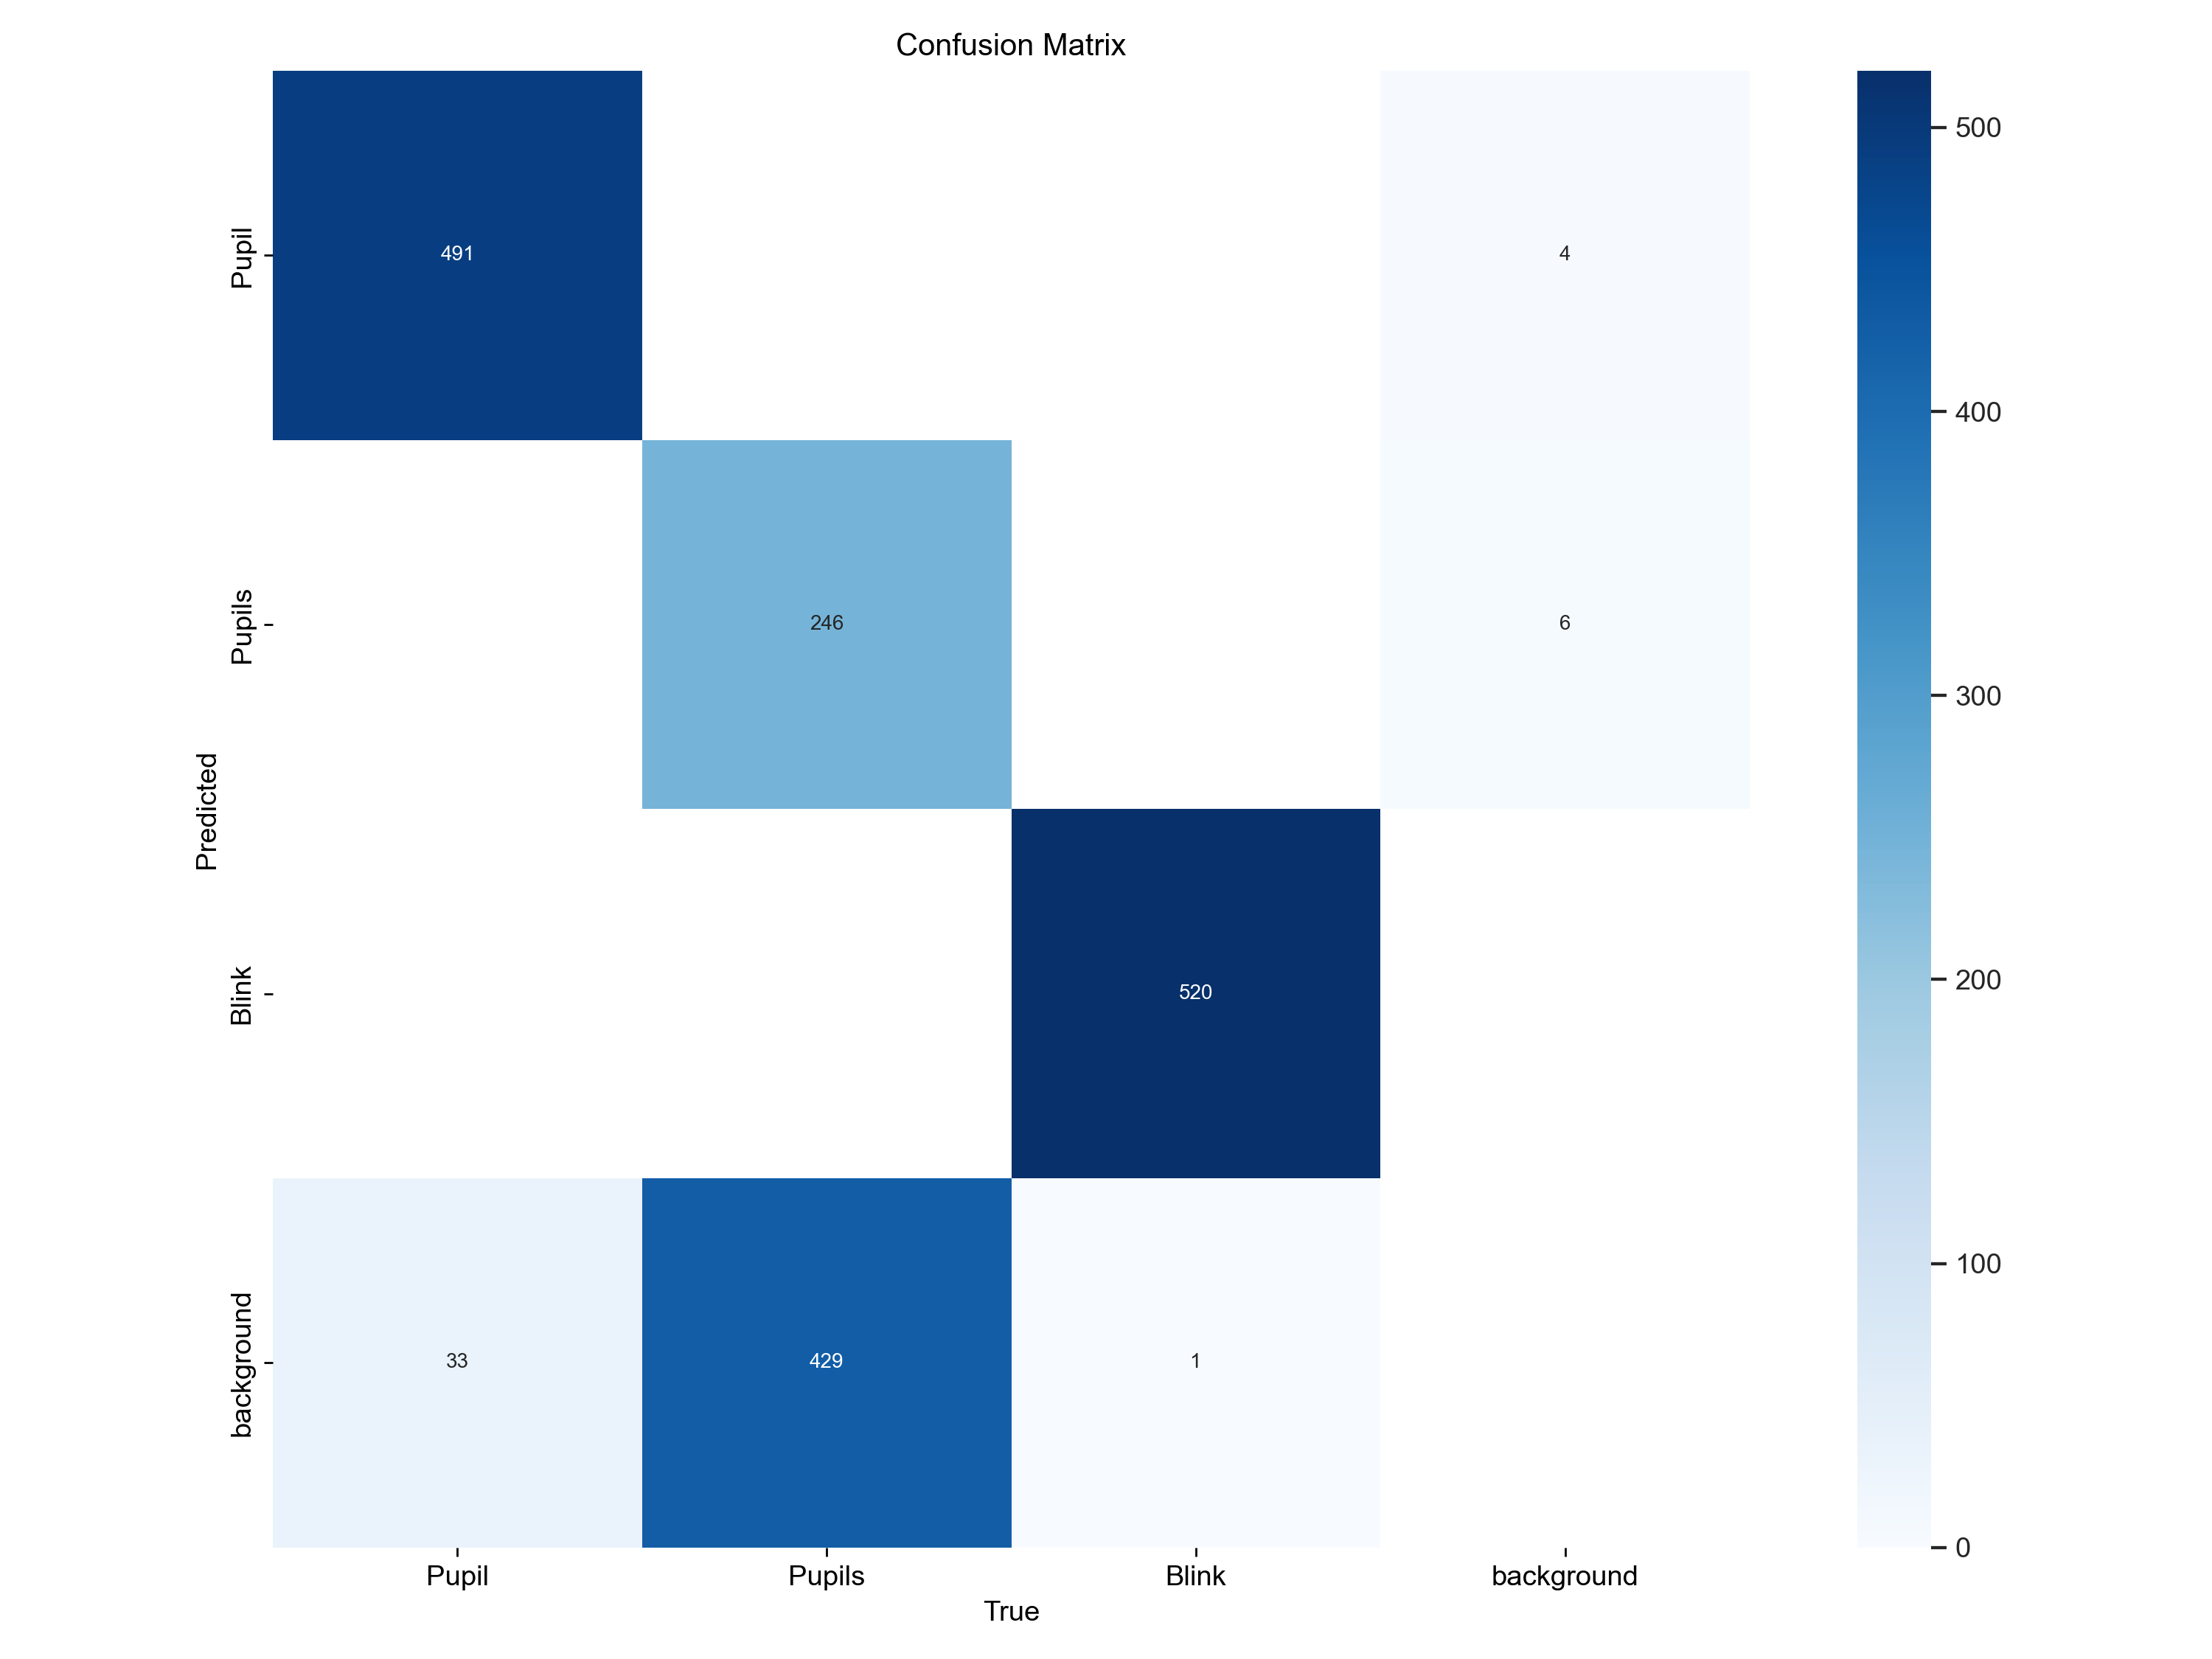 Confusion Matrix
Pupil
491
4
500
400
Pupils
246
6
300
Predicted
Blink
520
200
background
33
429
1
100
0
Pupil
Pupils
Blink
background
True